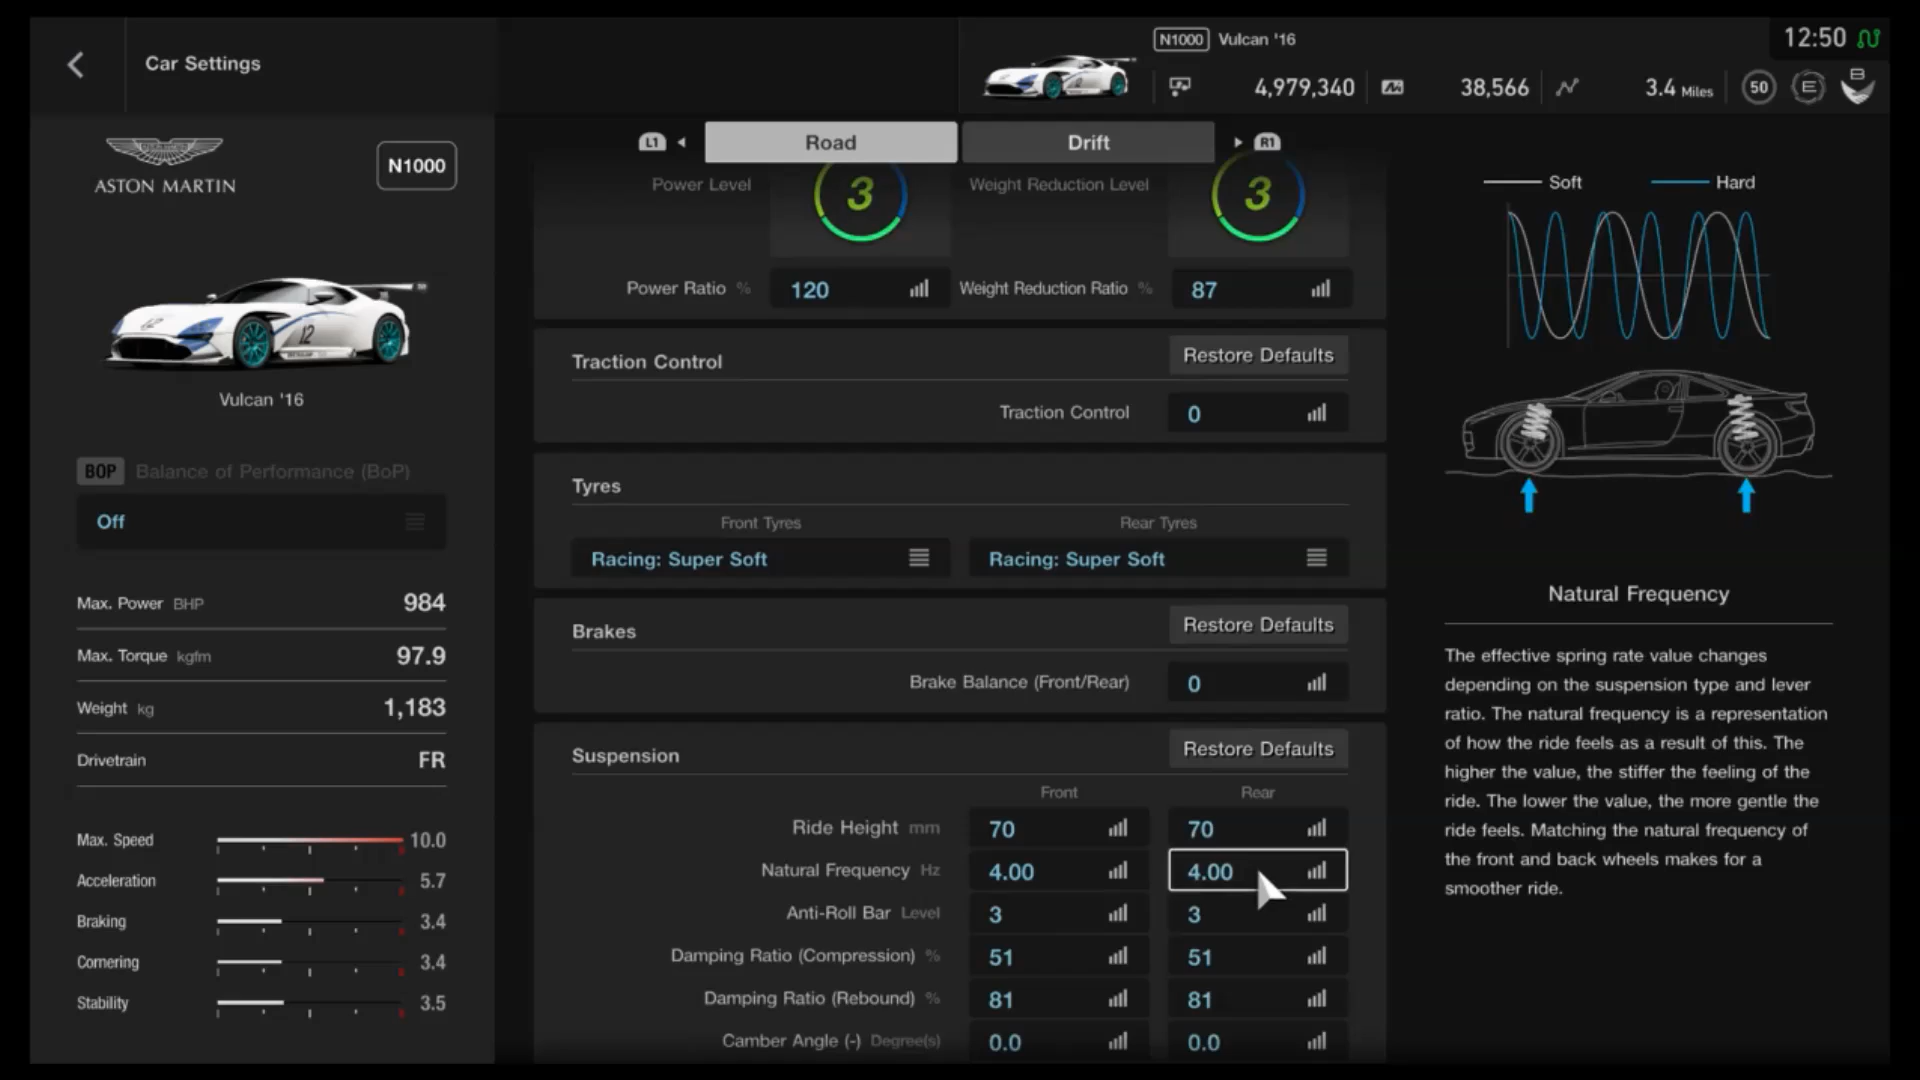 Car Settings
N1000 Vulcan '16
12:50
4,979,340
38,566
3.4 Miles
50
E
B
ASTON MARTIN
N1000
12
12
Vulcan '16
BOP Balance of Performance (BoP)
Off
Max. Power BHP 984
Max. Torque kgfm 97.9
Weight kg 1,183
Drivetrain FR
Max. Speed 10.0
Acceleration 5.7
Braking 3.4
Cornering 3.4
Stability 3.5
L1 Road Drift R1
Power Level 3 Weight Reduction Level 3
Power Ratio % 120 Weight Reduction Ratio % 87
Traction Control Restore Defaults
Traction Control 0
Tyres
Front Tyres Rear Tyres
Racing: Super Soft Racing: Super Soft
Brakes Restore Defaults
Brake Balance (Front/Rear) 0
Suspension Restore Defaults
Front Rear
Ride Height mm 70 70
Natural Frequency Hz 4.00 4.00
Anti-Roll Bar Level 3 3
Damping Ratio (Compression) % 51 51
Damping Ratio (Rebound) % 81 81
Camber Angle (-) Degree(s) 0.0 0.0
Soft Hard
Natural Frequency
The effective spring rate value changes
depending on the suspension type and lever
ratio. The natural frequency is a representation
of how the ride feels as a result of this. The
higher the value, the stiffer the feeling of the
ride. The lower the value, the more gentle the
ride feels. Matching the natural frequency of
the front and back wheels makes for a
smoother ride.